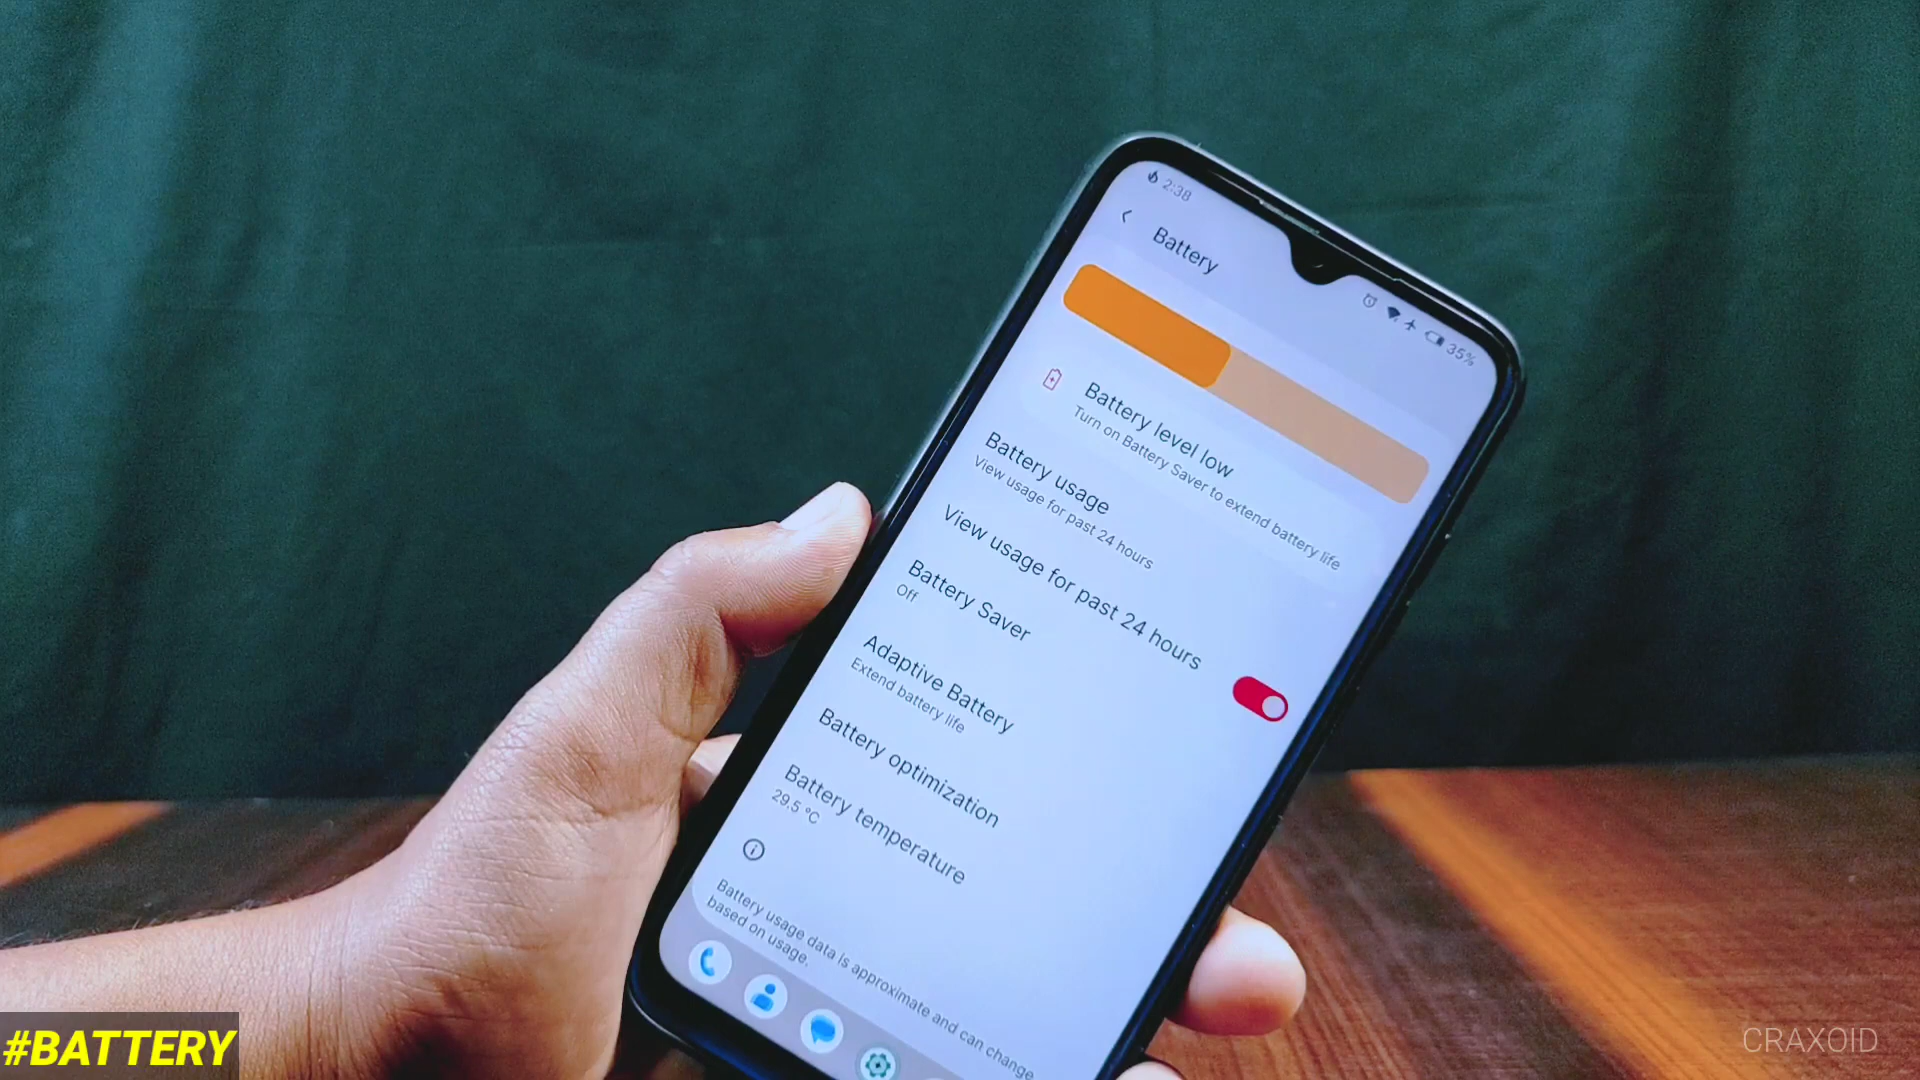 2:38
35%
Battery
Battery level low
Turn on Battery Saver to extend battery life
Battery usage
View usage for past 24 hours
View usage for past 24 hours
Battery Saver
Off
Adaptive Battery
Extend battery life
Battery optimization
Battery temperature
29.5 °C
Battery usage data is approximate and can change
based on usage.
#BATTERY
CRAXOID